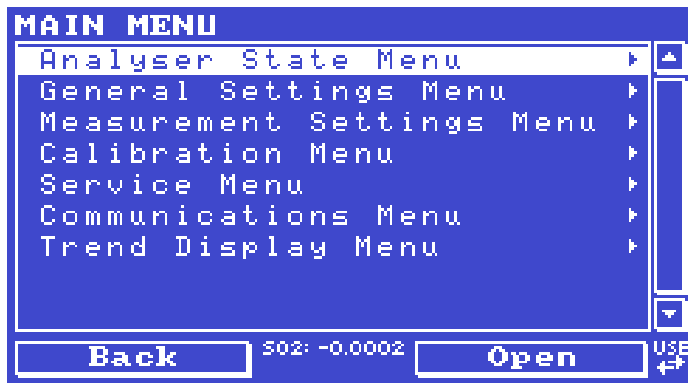 MAIN MENU
Analyser State Menu
General Settings Menu
Measurement Settings Menu
Calibration Menu
Service Menu
Communications Menu
Trend Display Menu
Back
SO2: -0.0002
Open
USE